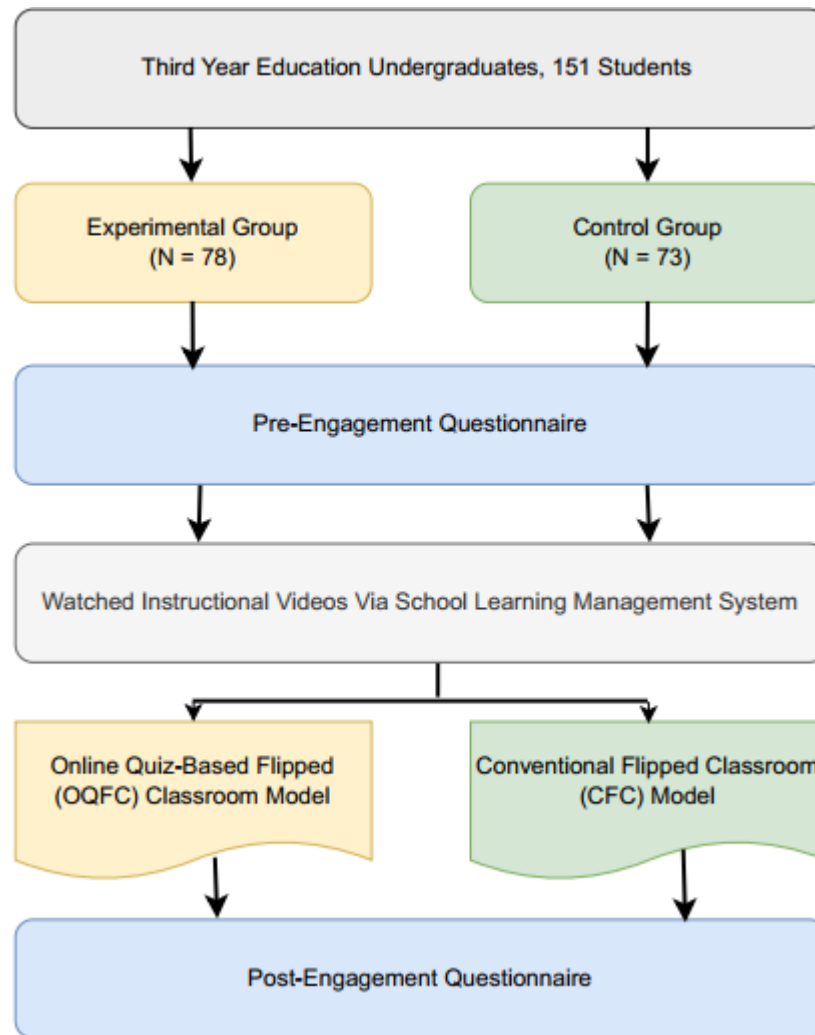 Third Year Education Undergraduates, 151 Students
Experimental Group
(N = 78)
Control Group
(N = 73)
Pre-Engagement Questionnaire
Watched Instructional Videos Via School Learning Management System
Online Quiz-Based Flipped
(OQFC) Classroom Model
Conventional Flipped Classroom
(CFC) Model
Post-Engagement Questionnaire